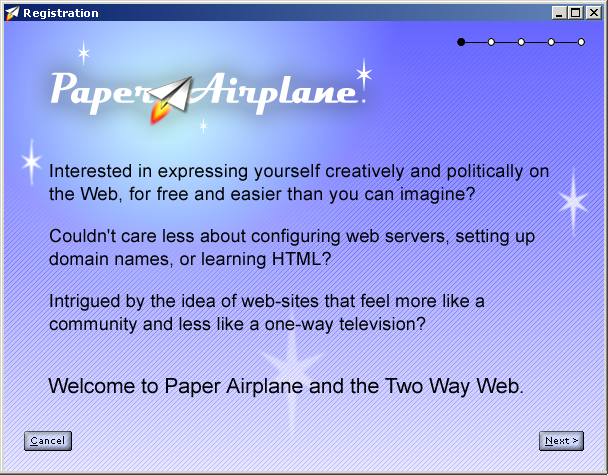 Registration
Paper Airplane.
Interested in expressing yourself creatively and politically on
the Web, for free and easier than you can imagine?
Couldn't care less about configuring web servers, setting up
domain names, or learning HTML?
Intrigued by the idea of web-sites that feel more like a
community and less like a one-way television?
Welcome to Paper Airplane and the Two Way Web.
Cancel
Next >